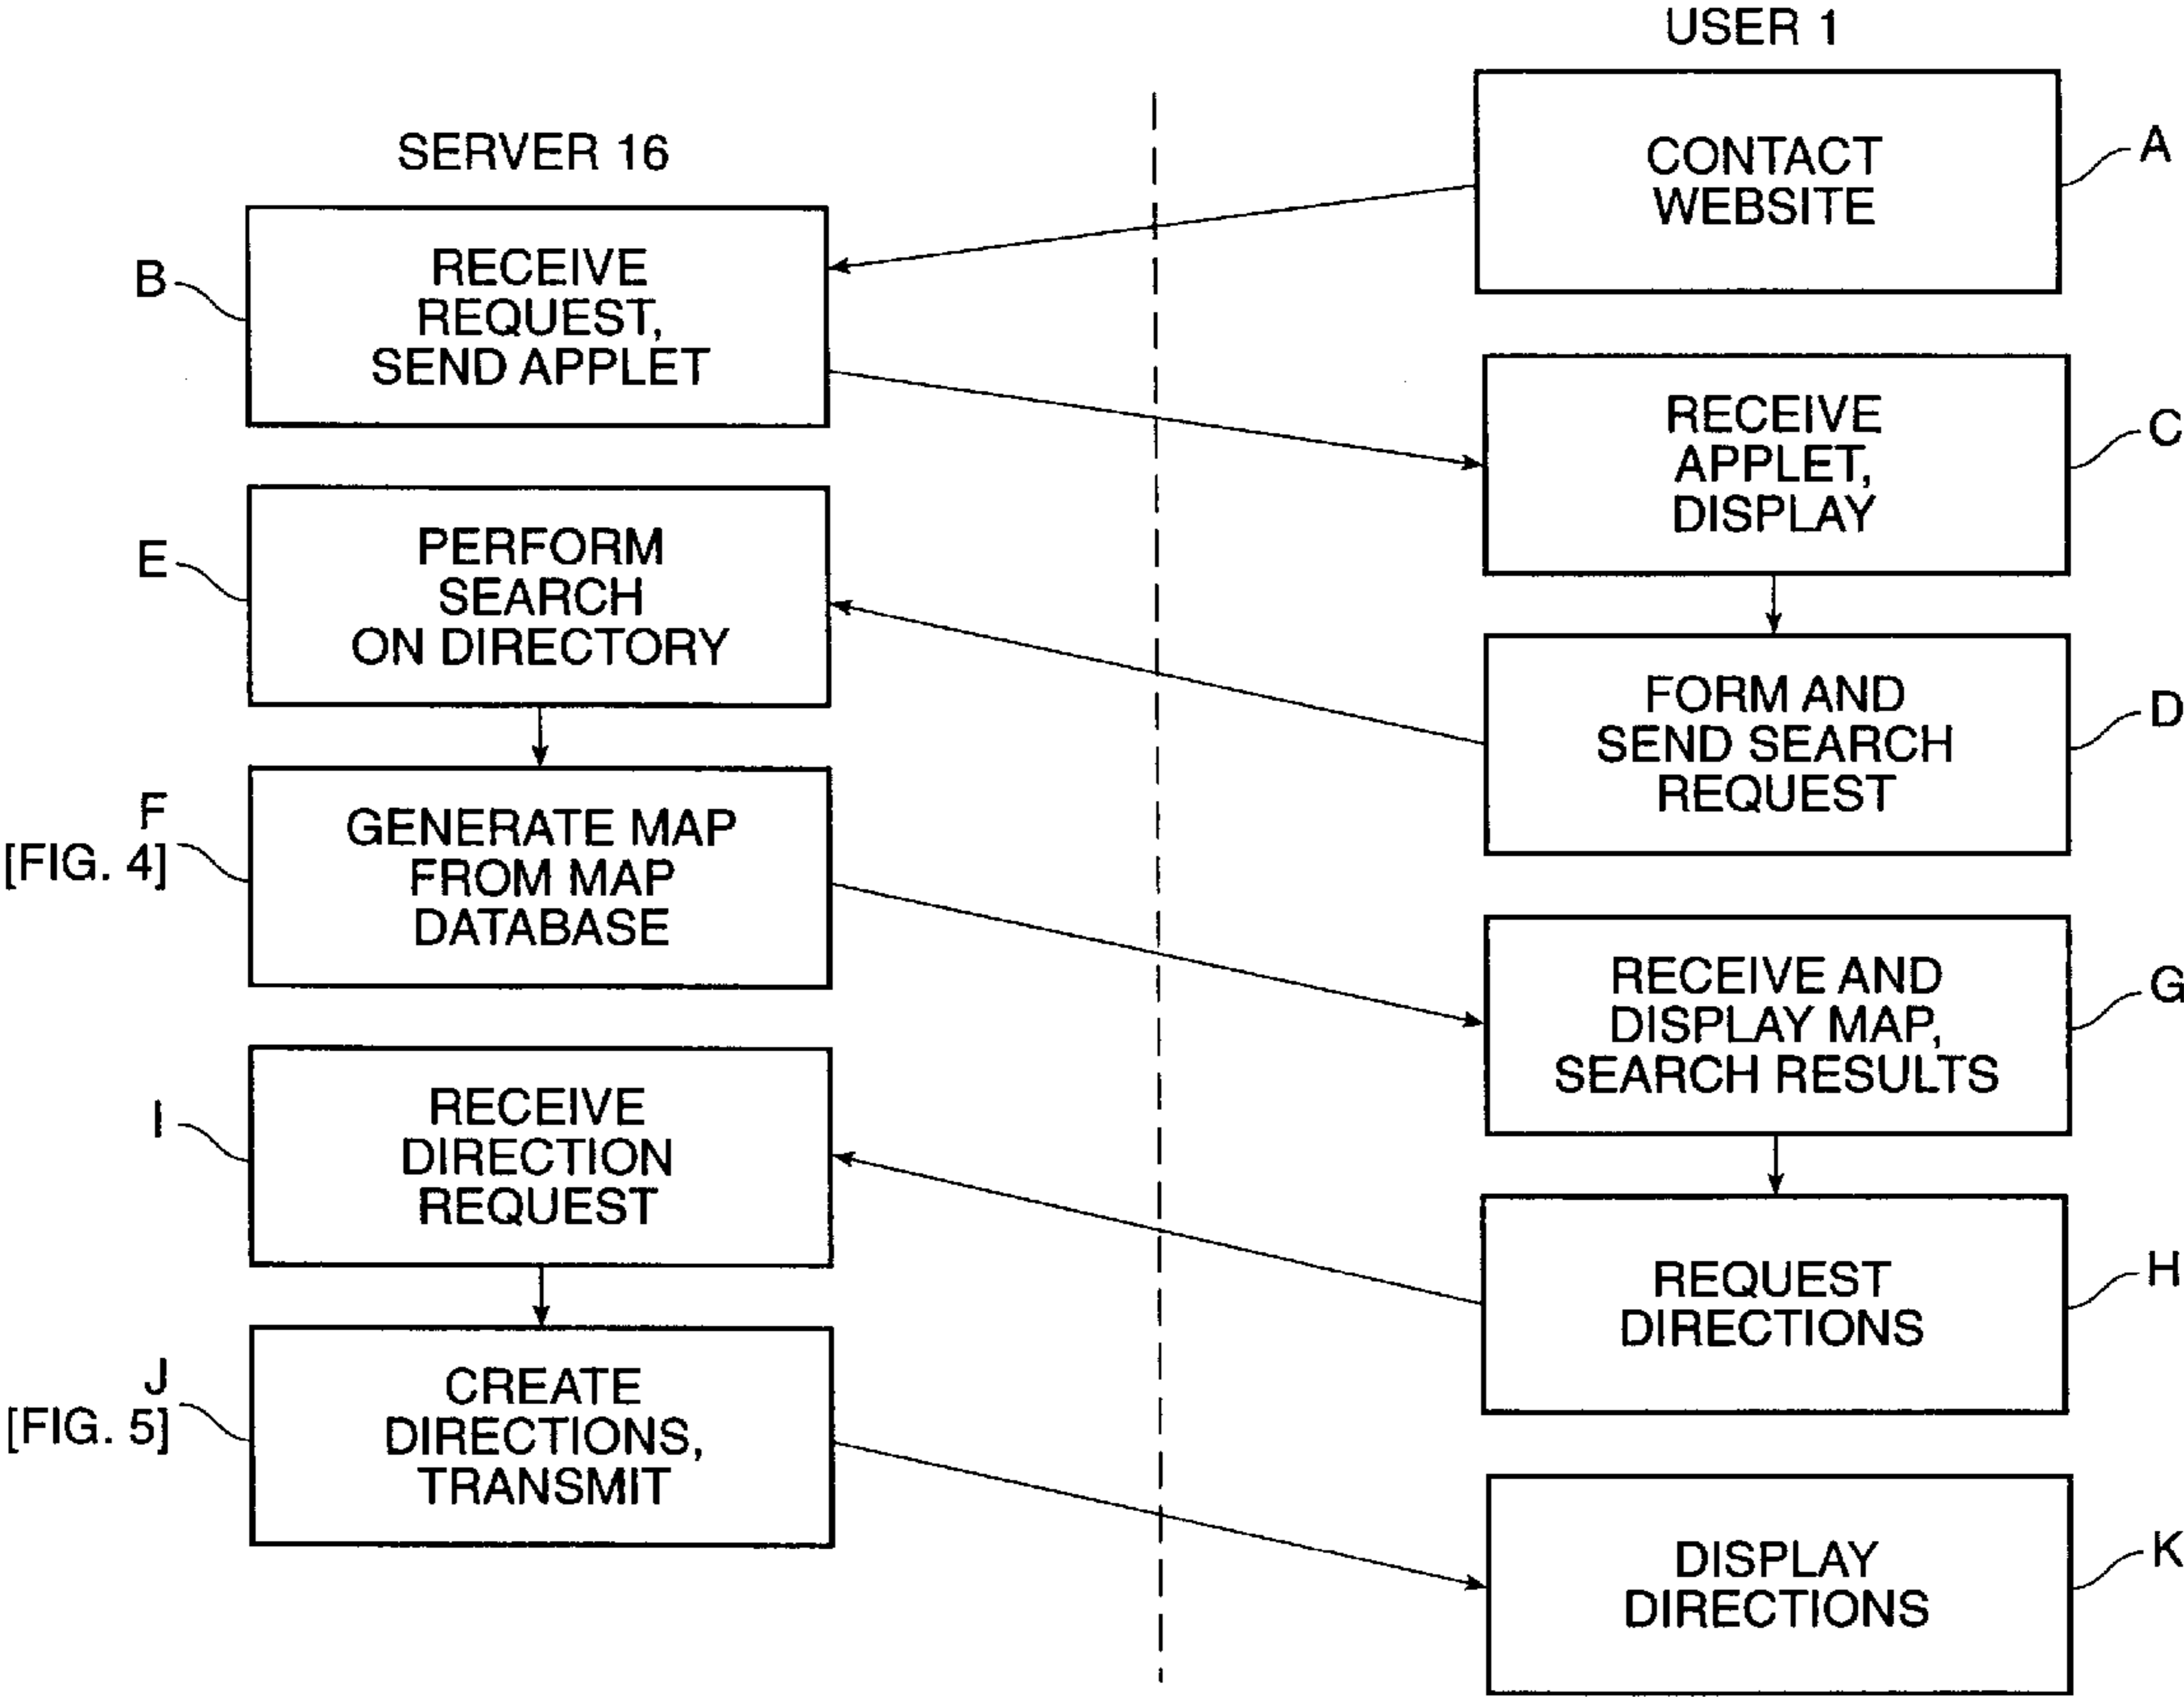 USER 1
CONTACT
WEBSITE
A
SERVER 16
RECEIVE
REQUEST,
SEND APPLET
B
RECEIVE
APPLET,
DISPLAY
C
FORM AND
SEND SEARCH
REQUEST
D
PERFORM
SEARCH
ON DIRECTORY
E
GENERATE MAP
FROM MAP
DATABASE
F
[FIG. 4]
RECEIVE AND
DISPLAY MAP,
SEARCH RESULTS
G
REQUEST
DIRECTIONS
H
RECEIVE
DIRECTION
REQUEST
I
CREATE
DIRECTIONS,
TRANSMIT
J
[FIG. 5]
DISPLAY
DIRECTIONS
K